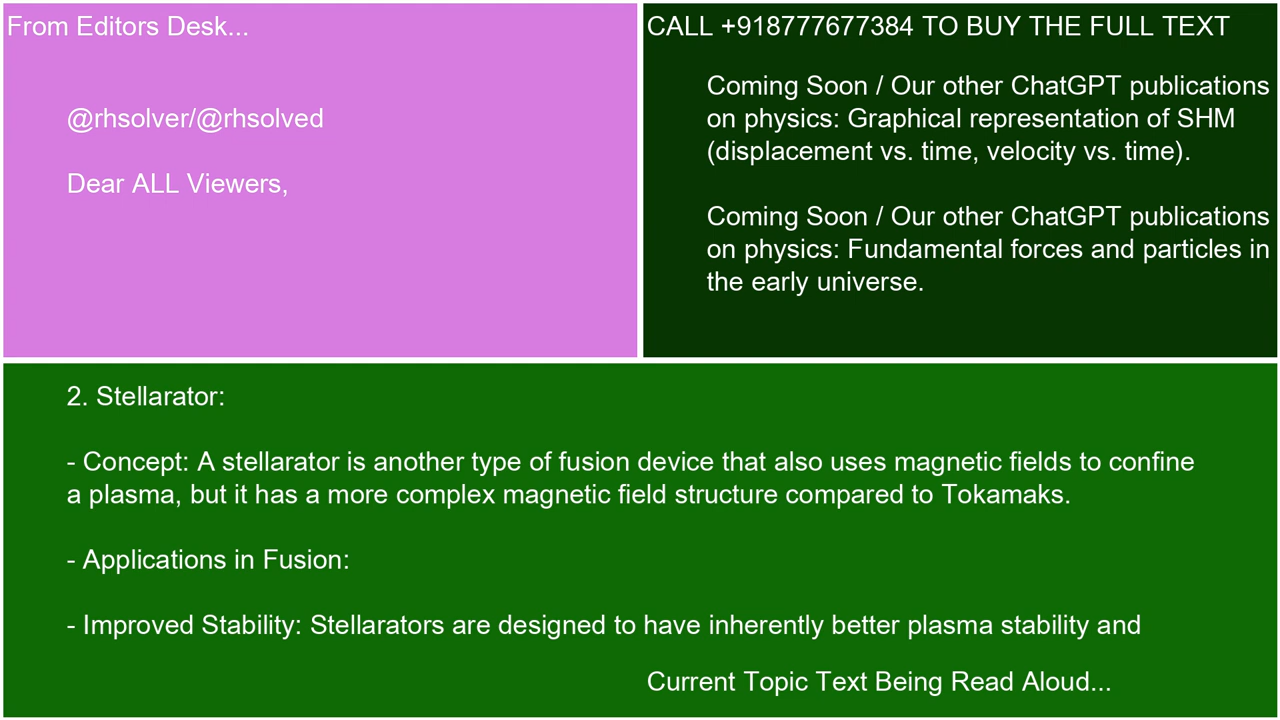 From Editors Desk...
@rhsolver/@rhsolved
Dear ALL Viewers,
CALL +918777677384 TO BUY THE FULL TEXT
Coming Soon / Our other ChatGPT publications
on physics: Graphical representation of SHM
(displacement vs. time, velocity vs. time).
Coming Soon / Our other ChatGPT publications
on physics: Fundamental forces and particles in
the early universe.
2. Stellarator:
- Concept: A stellarator is another type of fusion device that also uses magnetic fields to confine
a plasma, but it has a more complex magnetic field structure compared to Tokamaks.
- Applications in Fusion:
- Improved Stability: Stellarators are designed to have inherently better plasma stability and
Current Topic Text Being Read Aloud...